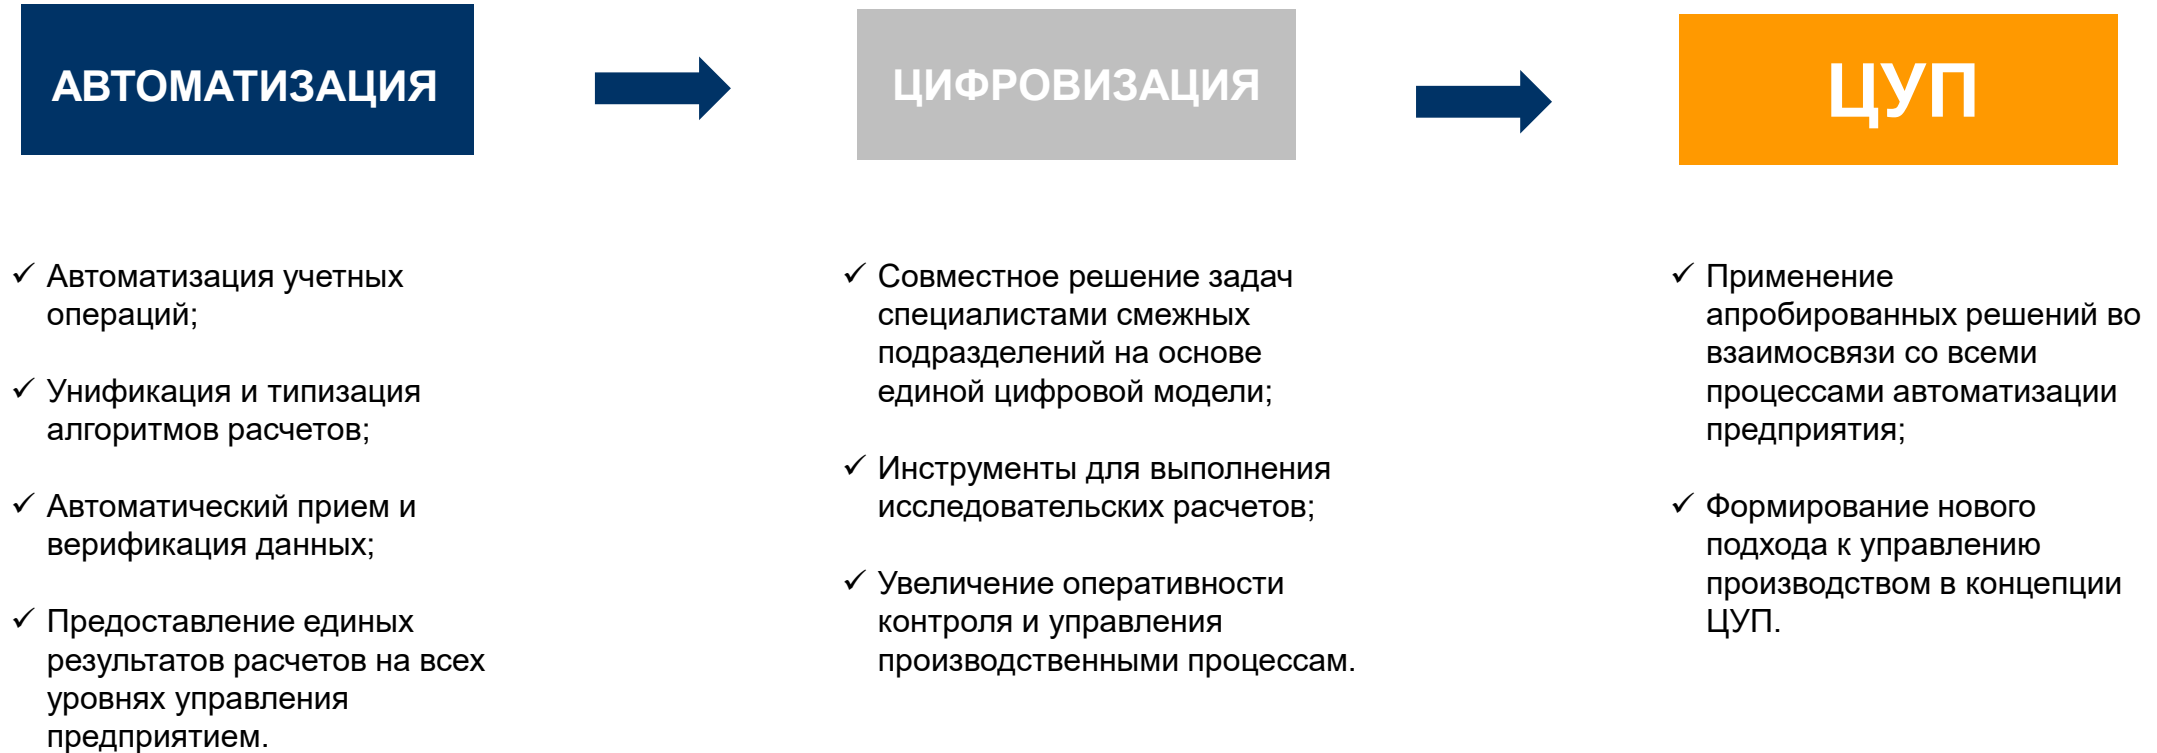 АВТОМАТИЗАЦИЯ
ЦИФРОВИЗАЦИЯ
ЦУП
✓ Автоматизация учетных
операций;
✓ Унификация и типизация
алгоритмов расчетов;
✓ Автоматический прием и
верификация данных;
✓ Предоставление единых
результатов расчетов на всех
уровнях управления
предприятием.
✓ Совместное решение задач
специалистами смежных
подразделений на основе
единой цифровой модели;
✓ Инструменты для выполнения
исследовательских расчетов;
✓ Увеличение оперативности
контроля и управления
производственными процессам.
✓ Применение
апробированных решений во
взаимосвязи со всеми
процессами автоматизации
предприятия;
✓ Формирование нового
подхода к управлению
производством в концепции
ЦУП.